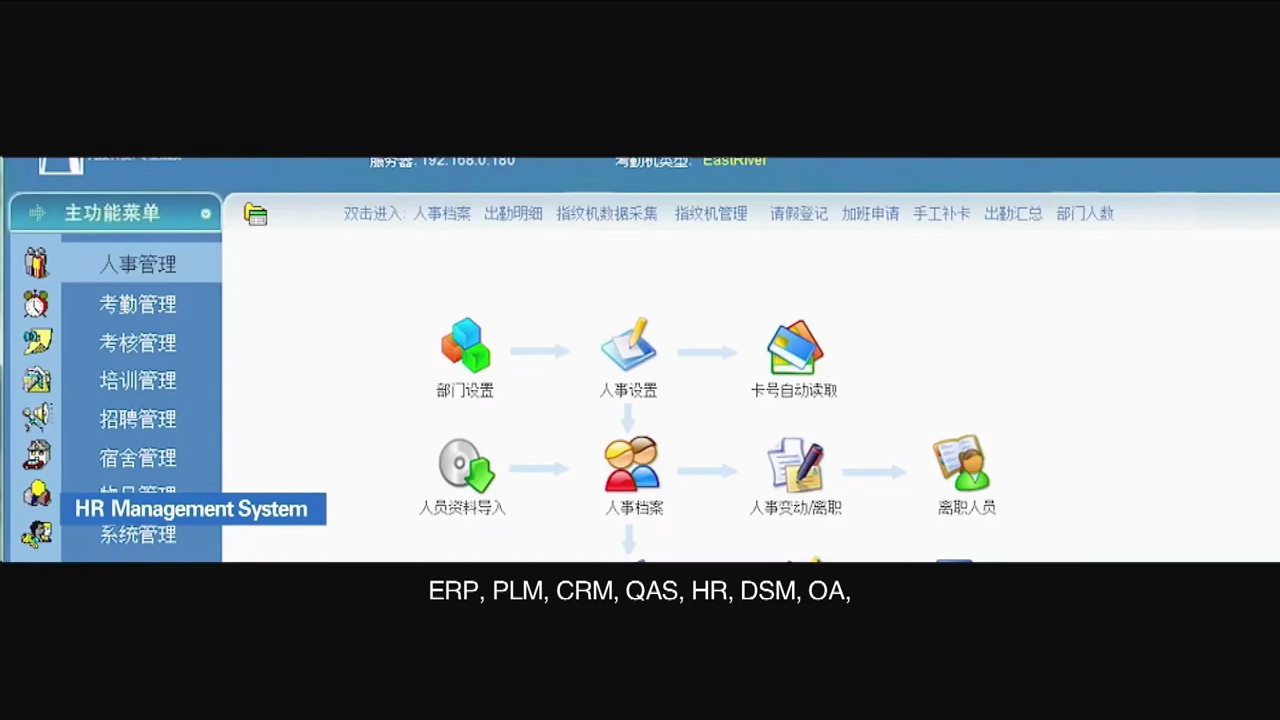 服务器: 192.168.0.180
考勤机类型: EastRiver
主功能菜单
双击进入: 人事档案 出勤明细 指纹机数据采集 指纹机管理 请假登记 加班申请 手工补卡 出勤汇总 部门人数
人事管理
考勤管理
考核管理
培训管理
招聘管理
宿舍管理
系统管理
部门设置
人事设置
卡号自动读取
人员资料导入
人事档案
人事变动/离职
离职人员
HR Management System
ERP, PLM, CRM, QAS, HR, DSM, OA,